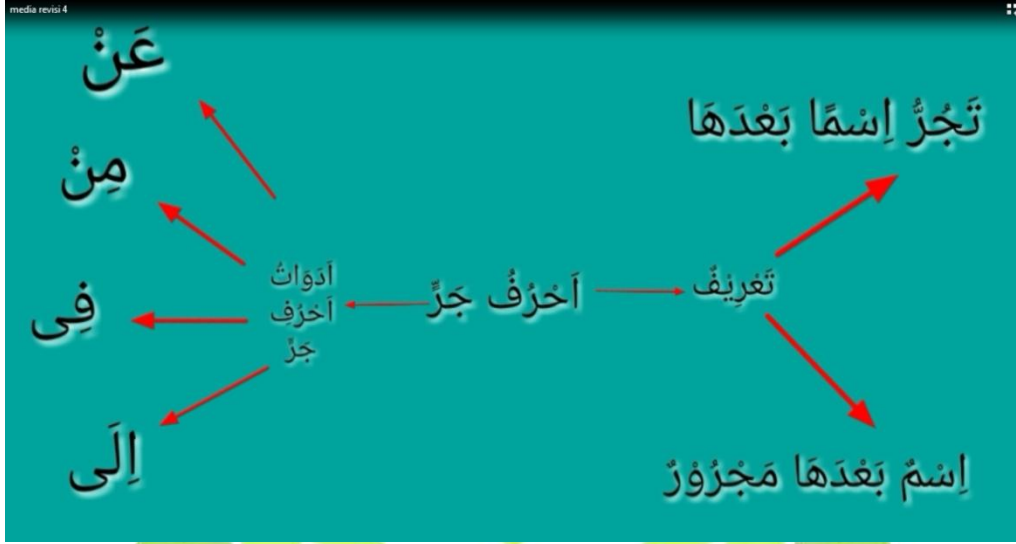 media revisi 4
عَنْ
تَجُرُّ اِسْمًا بَعْدَهَا
مِنْ
تَعْرِيْفٌ
اَحْرُفُ جَرٍّ
اَدَوَاتُ
اَحْرُفِ
جَرٍّ
فِى
اِلَى
اِسْمٌ بَعْدَهَا مَجْرُوْرٌ